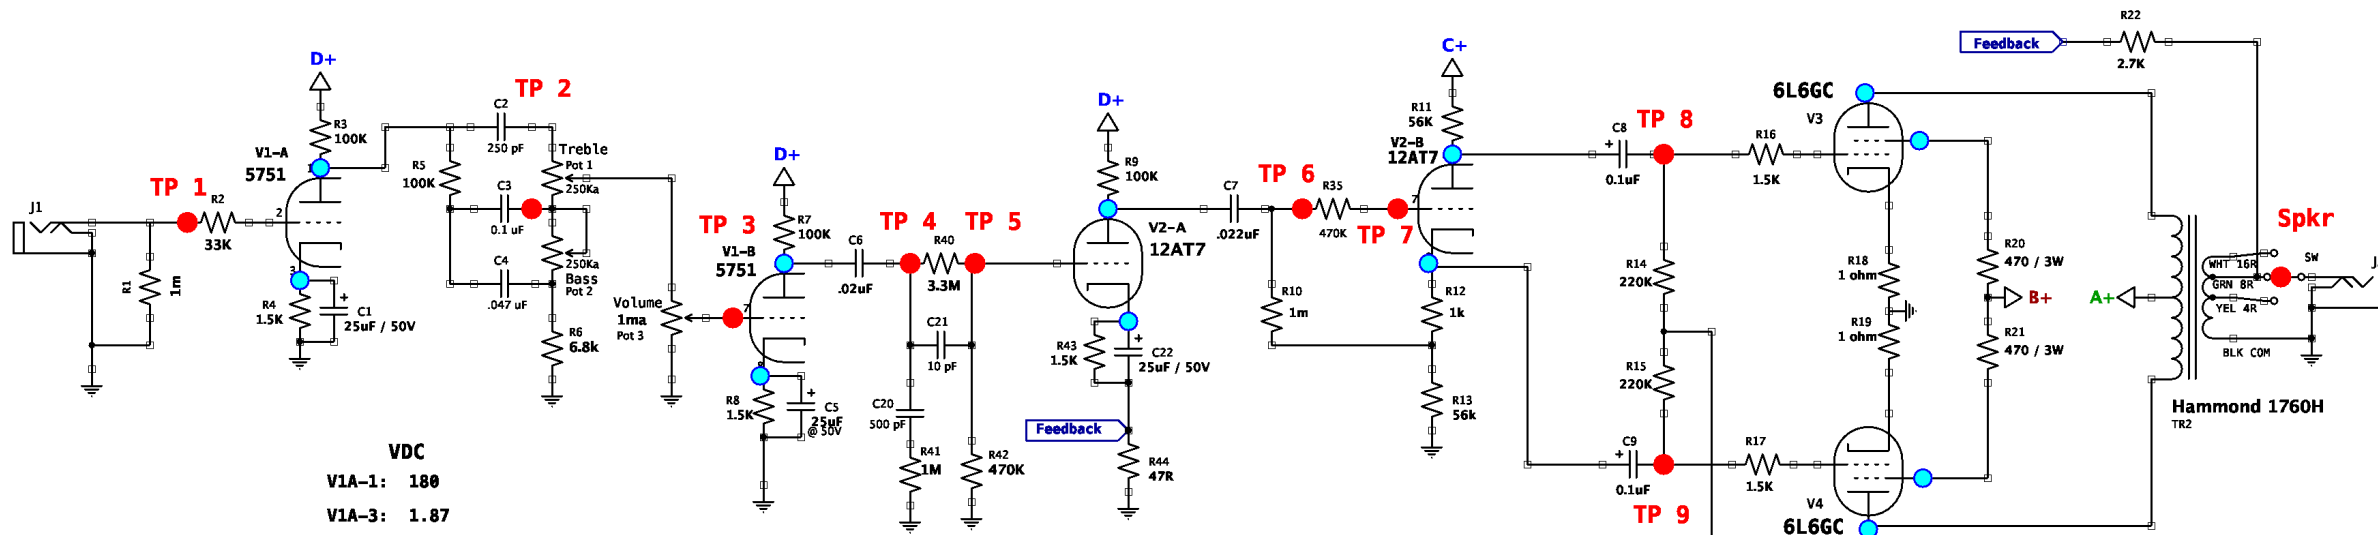 J1
R1
1m
TP 1
R2
33K
D+
R3
100K
V1-A
5751
1
2
3
R4
1.5K
C1
25uF / 50V
VDC
V1A-1: 180
V1A-3: 1.87
R5
100K
TP 2
C2
250 pF
C3
0.1 uF
C4
.047 uF
Treble
Pot 1
250Ka
250Ka
Bass
Pot 2
R6
6.8k
Volume
1ma
Pot 3
TP 3
D+
R7
100K
V1-B
5751
7
R8
1.5K
C5
25uF
@ 50V
C6
.02uF
TP 4
TP 5
R40
3.3M
C21
10 pF
C20
500 pF
R41
1M
R42
470K
D+
R9
100K
V2-A
12AT7
R43
1.5K
C22
25uF / 50V
Feedback
R44
47R
C7
.022uF
TP 6
R35
470K
TP 7
R10
1m
C+
R11
56K
V2-B
12AT7
7
R12
1k
R13
56k
C8
0.1uF
TP 8
R14
220K
R15
220K
C9
0.1uF
TP 9
R16
1.5K
R17
1.5K
6L6GC
V3
R18
1 ohm
R19
1 ohm
V4
6L6GC
R20
470 / 3W
B+
R21
470 / 3W
A+
Feedback
R22
2.7K
Spkr
WHT 16R
GRN 8R
YEL 4R
BLK COM
SW
J
Hammond 1760H
TR2